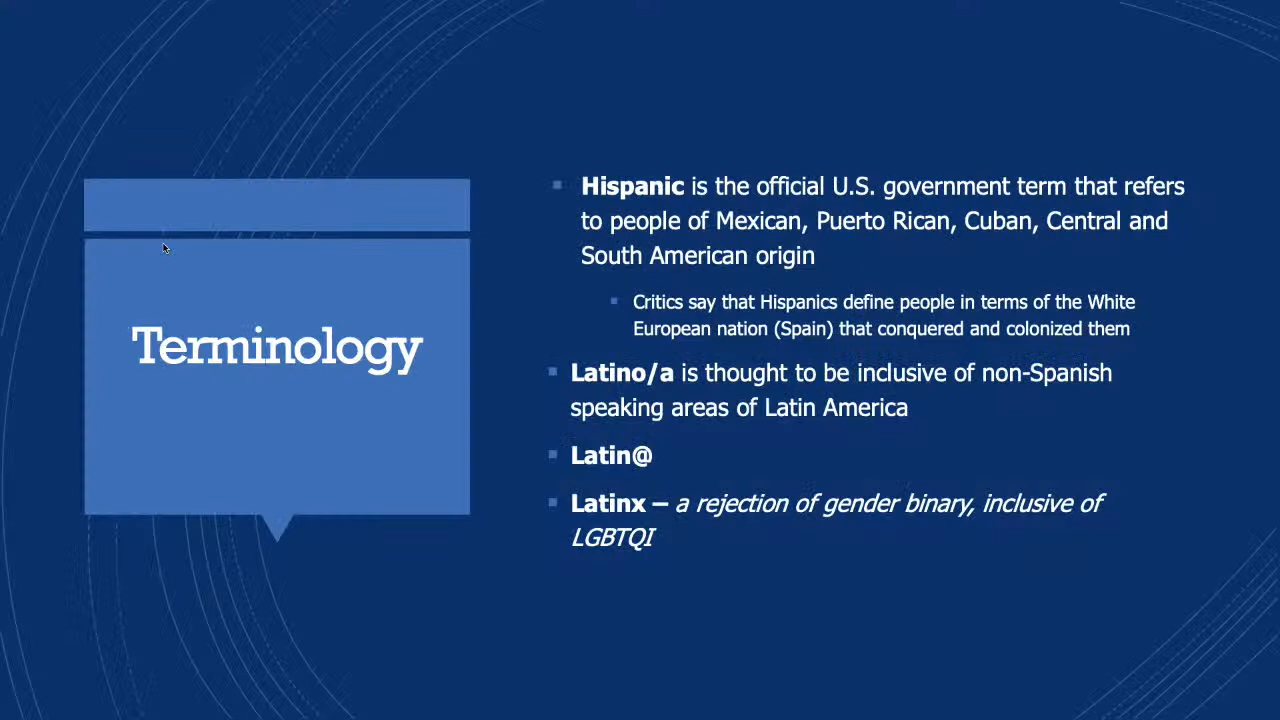 Terminology
Hispanic is the official U.S. government term that refers
to people of Mexican, Puerto Rican, Cuban, Central and
South American origin
Critics say that Hispanics define people in terms of the White
European nation (Spain) that conquered and colonized them
Latino/a is thought to be inclusive of non-Spanish
speaking areas of Latin America
Latin@
Latinx – a rejection of gender binary, inclusive of
LGBTQI